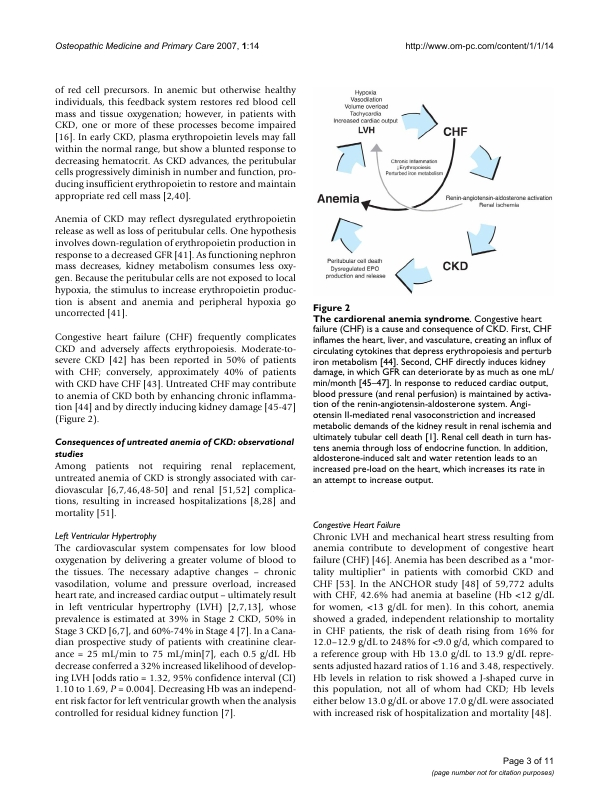 Osteopathic Medicine and Primary Care 2007, 1:14
http://www.om-pc.com/content/1/1/14
of red cell precursors. In anemic but otherwise healthy
individuals, this feedback system restores red blood cell
mass and tissue oxygenation; however, in patients with
CKD, one or more of these processes become impaired
[16]. In early CKD, plasma erythropoietin levels may fall
within the normal range, but show a blunted response to
decreasing hematocrit. As CKD advances, the peritubular
cells progressively diminish in number and function, pro-
ducing insufficient erythropoietin to restore and maintain
appropriate red cell mass [2,40].
Anemia of CKD may reflect dysregulated erythropoietin
release as well as loss of peritubular cells. One hypothesis
involves down-regulation of erythropoietin production in
response to a decreased GFR [41]. As functioning nephron
mass decreases, kidney metabolism consumes less oxy-
gen. Because the peritubular cells are not exposed to local
hypoxia, the stimulus to increase erythropoietin produc-
tion is absent and anemia and peripheral hypoxia go
uncorrected [41].
Congestive heart failure (CHF) frequently complicates
CKD and adversely affects erythropoiesis. Moderate-to-
severe CKD [42] has been reported in 50% of patients
with CHF; conversely, approximately 40% of patients
with CKD have CHF [43]. Untreated CHF may contribute
to anemia of CKD both by enhancing chronic inflamma-
tion [44] and by directly inducing kidney damage [45-47]
(Figure 2).
Consequences of untreated anemia of CKD: observational
studies
Among patients not requiring renal replacement,
untreated anemia of CKD is strongly associated with car-
diovascular [6,7,46,48-50] and renal [51,52] complica-
tions, resulting in increased hospitalizations [8,28] and
mortality [51].
Left Ventricular Hypertrophy
The cardiovascular system compensates for low blood
oxygenation by delivering a greater volume of blood to
the tissues. The necessary adaptive changes – chronic
vasodilation, volume and pressure overload, increased
heart rate, and increased cardiac output – ultimately result
in left ventricular hypertrophy (LVH) [2,7,13], whose
prevalence is estimated at 39% in Stage 2 CKD, 50% in
Stage 3 CKD [6,7], and 60%-74% in Stage 4 [7]. In a Cana-
dian prospective study of patients with creatinine clear-
ance = 25 mL/min to 75 mL/min[7], each 0.5 g/dL Hb
decrease conferred a 32% increased likelihood of develop-
ing LVH [odds ratio = 1.32, 95% confidence interval (CI)
1.10 to 1.69, P = 0.004]. Decreasing Hb was an independ-
ent risk factor for left ventricular growth when the analysis
controlled for residual kidney function [7].
Hypoxia
Vasodilation
Volume overload
Tachycardia
Increased cardiac output
LVH
CHF
Chronic inflammation
↓Erythropoiesis
Perturbed iron metabolism
Anemia
Renin-angiotensin-aldosterone activation
Renal ischemia
Peritubular cell death
Dysregulated EPO
production and release
CKD
Figure 2
The cardiorenal anemia syndrome. Congestive heart
failure (CHF) is a cause and consequence of CKD. First, CHF
inflames the heart, liver, and vasculature, creating an influx of
circulating cytokines that depress erythropoiesis and perturb
iron metabolism [44]. Second, CHF directly induces kidney
damage, in which GFR can deteriorate by as much as one mL/
min/month [45–47]. In response to reduced cardiac output,
blood pressure (and renal perfusion) is maintained by activa-
tion of the renin-angiotensin-aldosterone system. Angi-
otensin II-mediated renal vasoconstriction and increased
metabolic demands of the kidney result in renal ischemia and
ultimately tubular cell death [1]. Renal cell death in turn has-
tens anemia through loss of endocrine function. In addition,
aldosterone-induced salt and water retention leads to an
increased pre-load on the heart, which increases its rate in
an attempt to increase output.
Congestive Heart Failure
Chronic LVH and mechanical heart stress resulting from
anemia contribute to development of congestive heart
failure (CHF) [46]. Anemia has been described as a "mor-
tality multiplier" in patients with comorbid CKD and
CHF [53]. In the ANCHOR study [48] of 59,772 adults
with CHF, 42.6% had anemia at baseline (Hb <12 g/dL
for women, <13 g/dL for men). In this cohort, anemia
showed a graded, independent relationship to mortality
in CHF patients, the risk of death rising from 16% for
12.0–12.9 g/dL to 248% for <9.0 g/d, which compared to
a reference group with Hb 13.0 g/dL to 13.9 g/dL repre-
sents adjusted hazard ratios of 1.16 and 3.48, respectively.
Hb levels in relation to risk showed a J-shaped curve in
this population, not all of whom had CKD; Hb levels
either below 13.0 g/dL or above 17.0 g/dL were associated
with increased risk of hospitalization and mortality [48].
Page 3 of 11
(page number not for citation purposes)